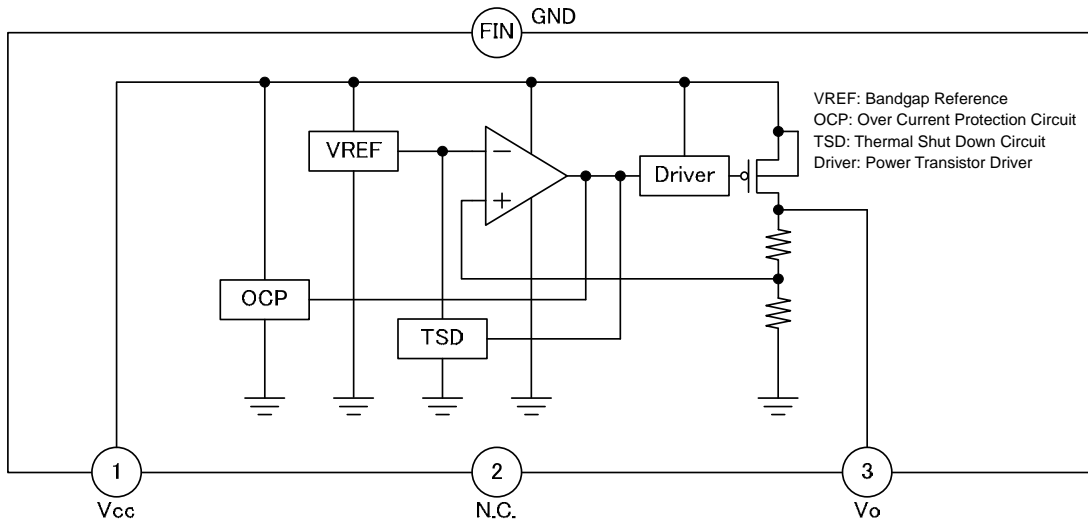 FIN GND
VREF: Bandgap Reference
OCP: Over Current Protection Circuit
TSD: Thermal Shut Down Circuit
Driver: Power Transistor Driver
VREF
−
+
Driver
OCP
TSD
1
2
3
Vcc
N.C.
Vo